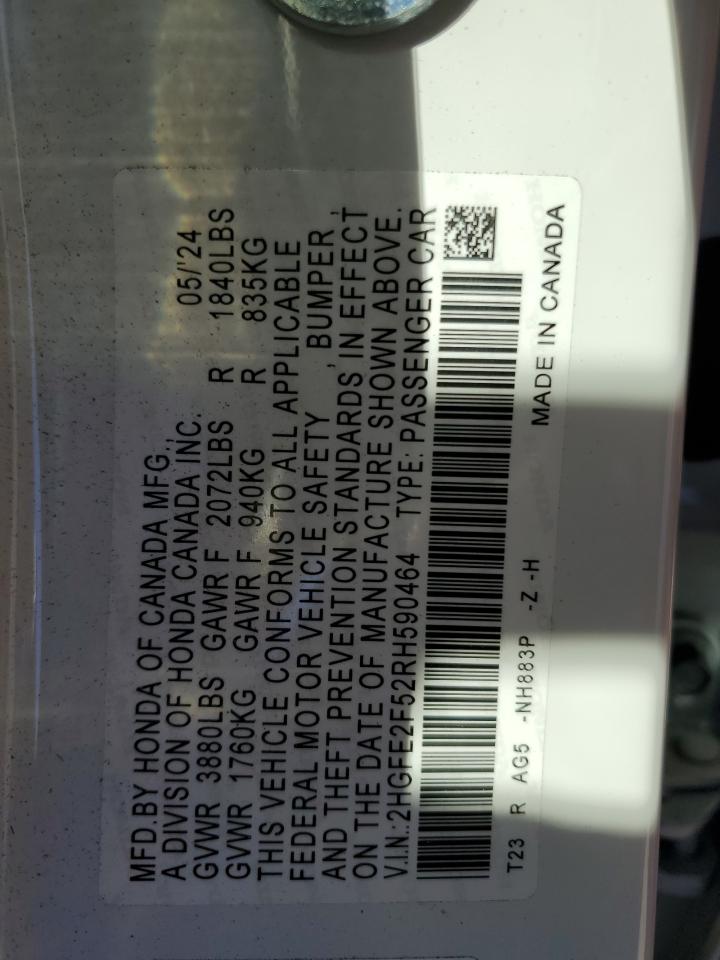 MFD.BY HONDA OF CANADA MFG.,
A DIVISION OF HONDA CANADA INC. 05/'24
GVWR 3880LBS GAWR F 2072LBS R 1840LBS
GVWR 1760KG GAWR F 940KG R 835KG
THIS VEHICLE CONFORMS TO ALL APPLICABLE
FEDERAL MOTOR VEHICLE SAFETY , BUMPER ,
AND THEFT PREVENTION STANDARDS IN EFFECT
ON THE DATE OF MANUFACTURE SHOWN ABOVE.
V.I.N.:2HGFE2F52RH590464 TYPE: PASSENGER CAR
T23 R AG5 -NH883P -Z -H MADE IN CANADA